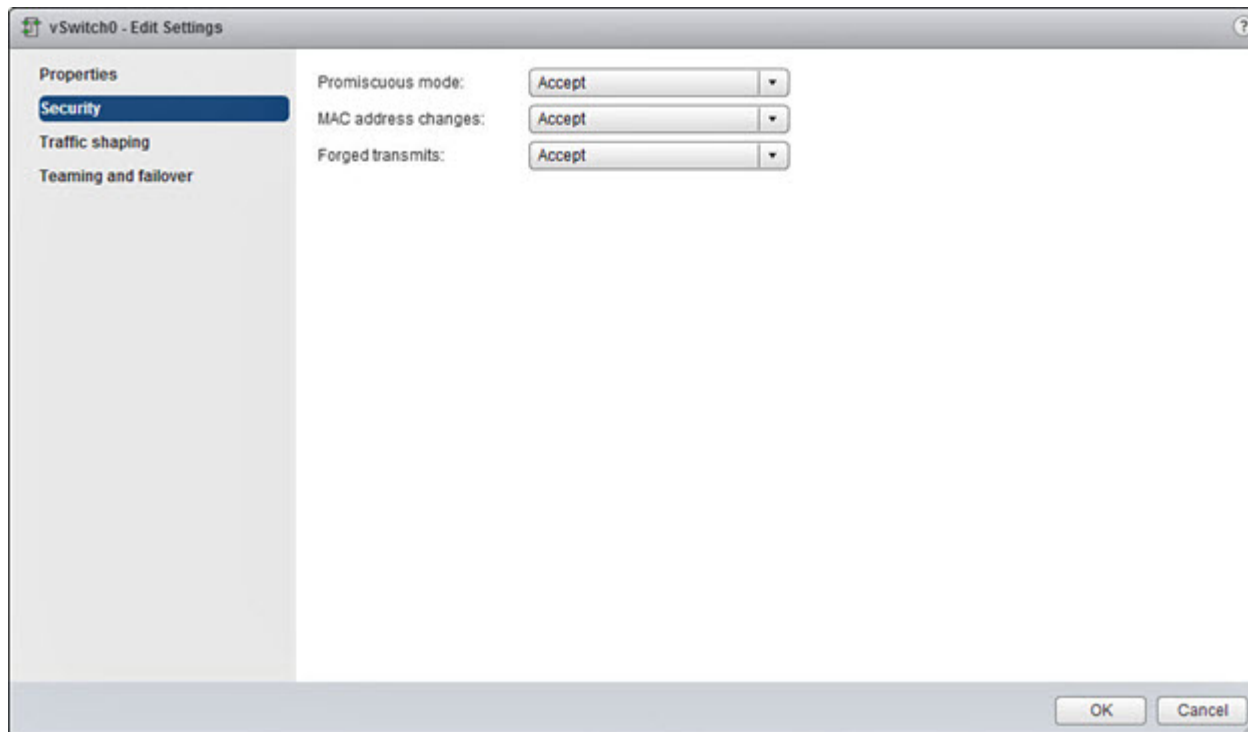 vSwitch0 - Edit Settings
?
Properties
Security
Traffic shaping
Teaming and failover
Promiscuous mode: Accept
MAC address changes: Accept
Forged transmits: Accept
OK Cancel